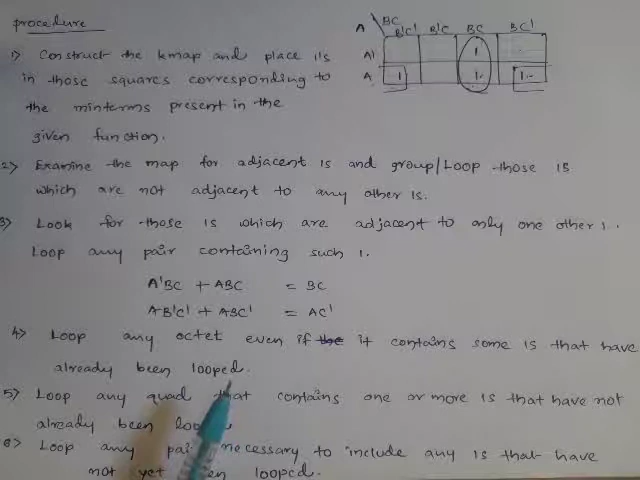 procedure
1) Construct the kmap and place 1s
in those squares corresponding to
the minterms present in the
given function.
A BC
B'C' B'C BC BC'
A' 1
A 1 1 1
2) Examine the map for adjacent 1s and group/Loop those 1s
which are not adjacent to any other 1s.
3) Look for those 1s which are adjacent to only one other 1.
Loop any pair containing such 1.
A'BC + ABC = BC
AB'C' + ABC' = AC'
4) Loop any octet even if it contains some 1s that have
already been looped.
5) Loop any quad that contains one or more 1s that have not
already been
6) Loop any necessary to include any 1s that have
not yet looped.